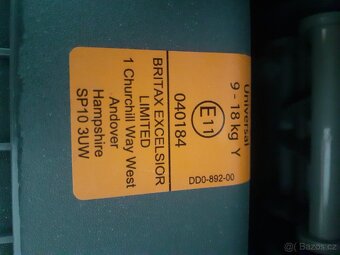 Universal
9 - 18 kg Y
E11
040184
DD0-892-00
BRITAX EXCELSIOR
LIMITED
1 Churchill Way West
Andover
Hampshire
SP10 3UW
Bazoš.cz